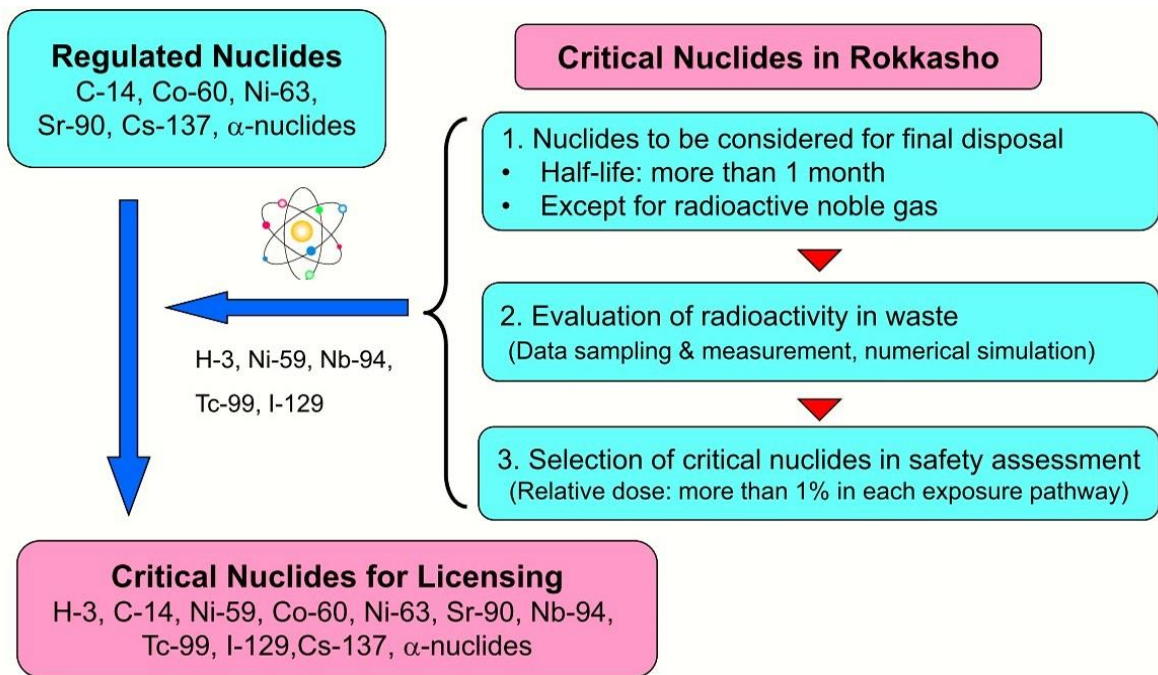 Regulated Nuclides
C-14, Co-60, Ni-63,
Sr-90, Cs-137, α-nuclides
Critical Nuclides in Rokkasho
1. Nuclides to be considered for final disposal
• Half-life: more than 1 month
• Except for radioactive noble gas
2. Evaluation of radioactivity in waste
(Data sampling & measurement, numerical simulation)
3. Selection of critical nuclides in safety assessment
(Relative dose: more than 1% in each exposure pathway)
H-3, Ni-59, Nb-94,
Tc-99, I-129
Critical Nuclides for Licensing
H-3, C-14, Ni-59, Co-60, Ni-63, Sr-90, Nb-94,
Tc-99, I-129,Cs-137, α-nuclides